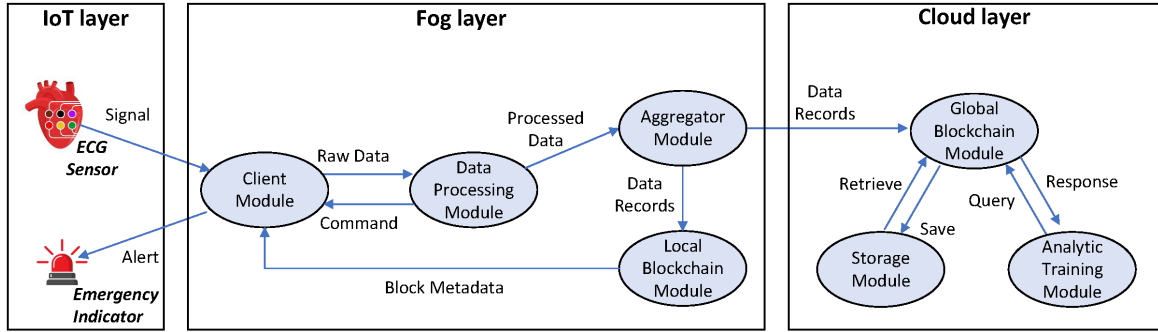 IoT layer
Fog layer
Cloud layer
Signal
ECG
Sensor
Alert
Emergency
Indicator
Client
Module
Raw Data
Command
Data
Processing
Module
Processed
Data
Aggregator
Module
Data
Records
Local
Blockchain
Module
Block Metadata
Data
Records
Global
Blockchain
Module
Retrieve
Save
Query
Response
Storage
Module
Analytic
Training
Module